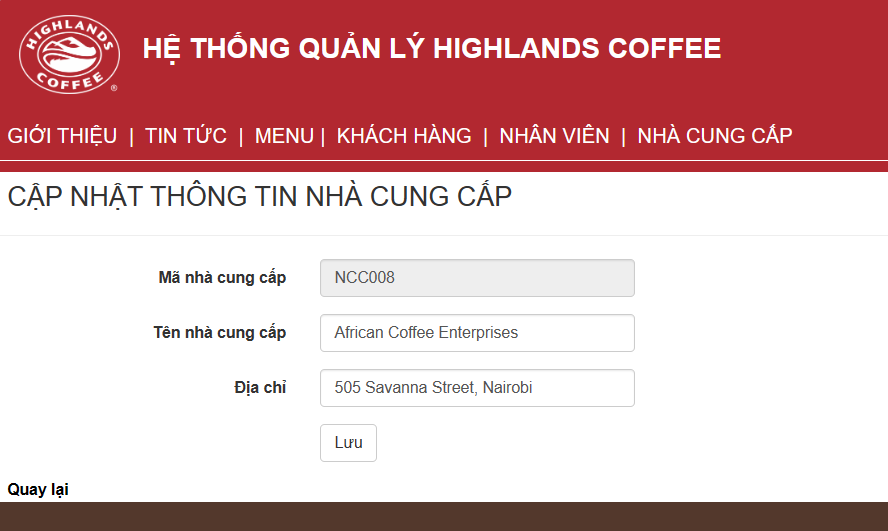 HIGHLANDS
COFFEE
®
HỆ THỐNG QUẢN LÝ HIGHLANDS COFFEE
GIỚI THIỆU | TIN TỨC | MENU | KHÁCH HÀNG | NHÂN VIÊN | NHÀ CUNG CẤP
CẬP NHẬT THÔNG TIN NHÀ CUNG CẤP
Mã nhà cung cấp NCC008
Tên nhà cung cấp African Coffee Enterprises
Địa chỉ 505 Savanna Street, Nairobi
Lưu
Quay lại